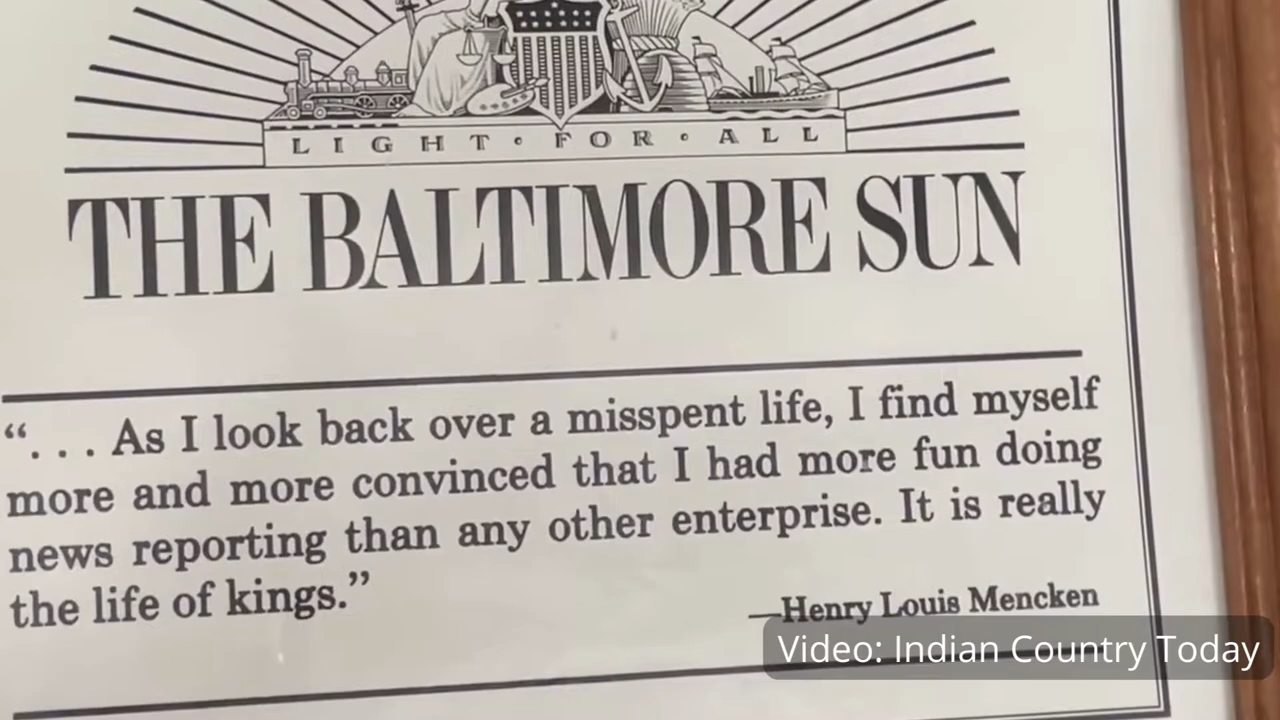 LIGHT • FOR • ALL
THE BALTIMORE SUN
“. . . As I look back over a misspent life, I find myself
more and more convinced that I had more fun doing
news reporting than any other enterprise. It is really
the life of kings.”
—Henry Louis Mencken
Video: Indian Country Today